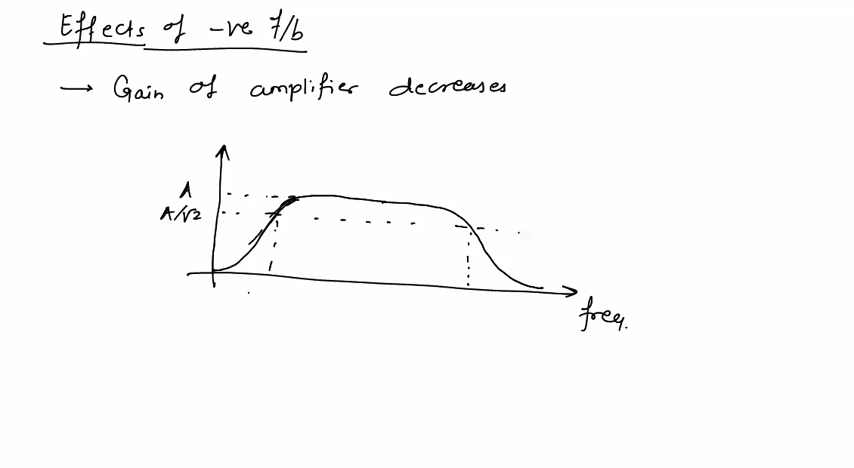 Effects of -ve f/b
→ Gain of amplifier decreases
A
A/√2
freq.